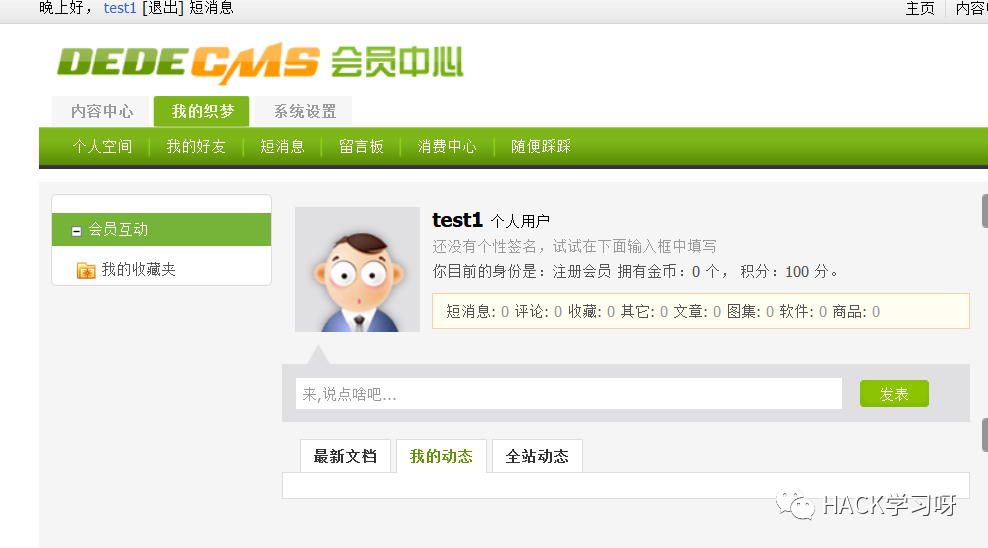 晚上好， test1 [退出] 短消息 主页 内容
DEDECMS 会员中心
内容中心 我的织梦 系统设置
个人空间 我的好友 短消息 留言板 消费中心 随便踩踩
会员互动
我的收藏夹
test1 个人用户
还没有个性签名，试试在下面输入框中填写
你目前的身份是：注册会员 拥有金币：0 个， 积分：100 分。
短消息: 0 评论: 0 收藏: 0 其它: 0 文章: 0 图集: 0 软件: 0 商品: 0
来,说点啥吧...
发表
最新文档 我的动态 全站动态
HACK学习呀